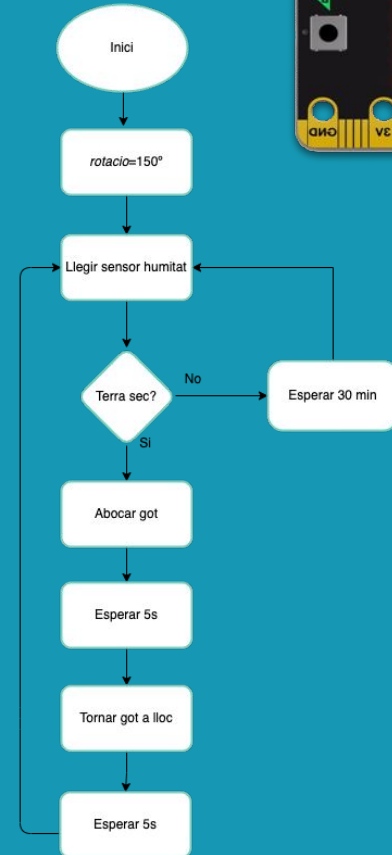 Inici
rotacio=150º
Llegir sensor humitat
Terra sec?
No
Esperar 30 min
Si
Abocar got
Esperar 5s
Tornar got a lloc
Esperar 5s
GND
3V